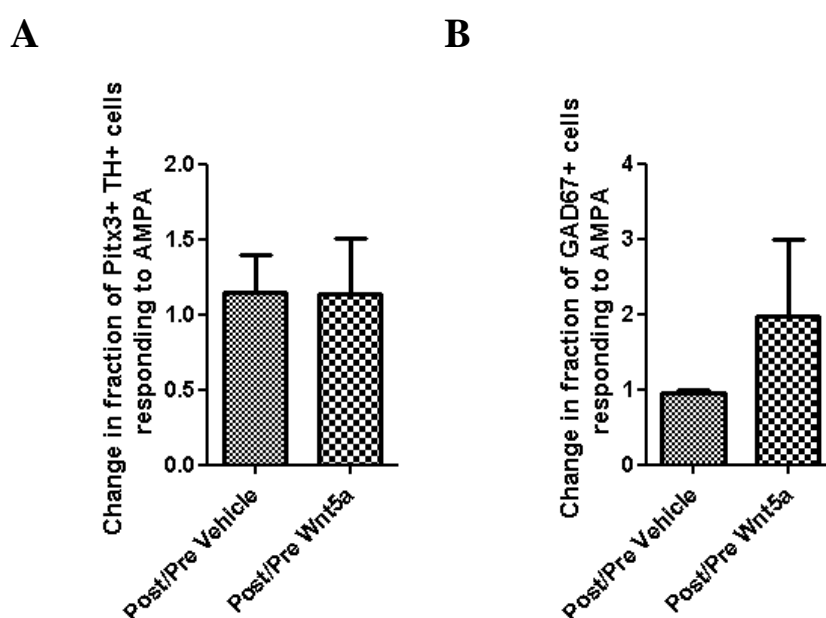 A
B
Change in fraction of Pitx3+ TH+ cells
responding to AMPA
2.0
1.5
1.0
0.5
0.0
Post/Pre Vehicle
Post/Pre Wnt5a
Change in fraction of GAD67+ cells
responding to AMPA
4
3
2
1
0
Post/Pre Vehicle
Post/Pre Wnt5a